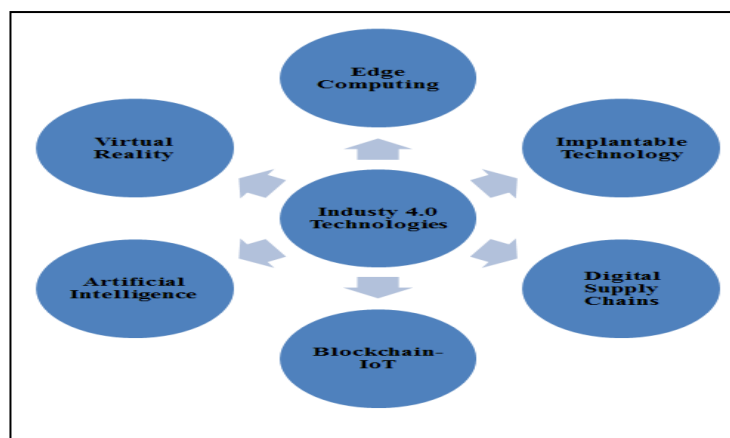 Edge
Computing
Virtual
Reality
Implantable
Technology
Industy 4.0
Technologies
Artificial
Intelligence
Digital
Supply
Chains
Blockchain-
IoT